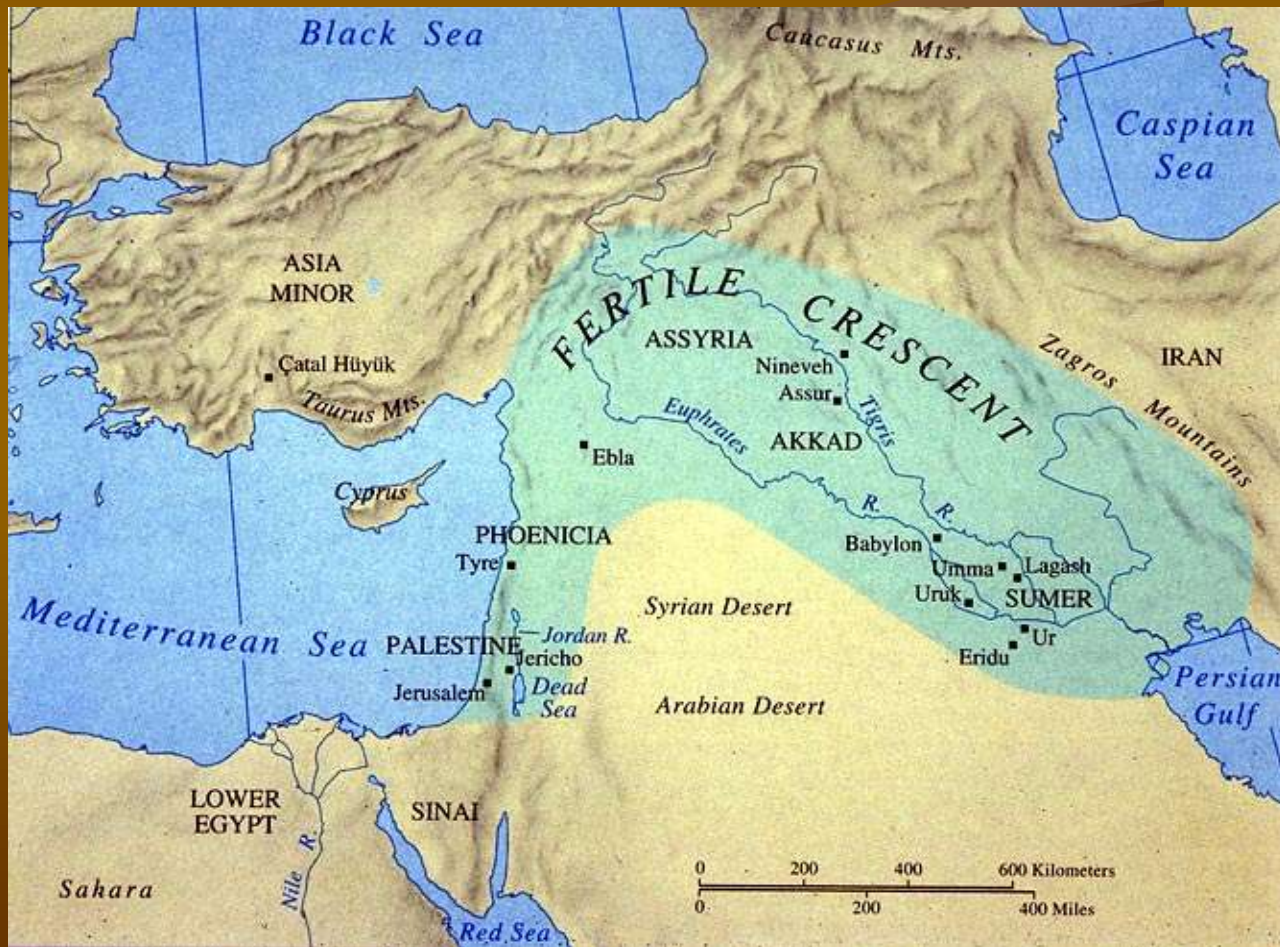 Black Sea
Caucasus Mts.
Caspian
Sea
ASIA
MINOR
FERTILE CRESCENT
ASSYRIA
Nineveh
Zagros Mountains
IRAN
Çatal Hüyük
Taurus Mts.
Assur
Tigris R.
Euphrates R.
AKKAD
Ebla
Cyprus
PHOENICIA
Tyre
Babylon
Umma
Lagash
Uruk
SUMER
Syrian Desert
Mediterranean Sea
PALESTINE
Jordan R.
Jericho
Ur
Eridu
Jerusalem
Dead
Sea
Arabian Desert
Persian
Gulf
LOWER
EGYPT
SINAI
Nile R.
Sahara
Red Sea
0 200 400 600 Kilometers
0 200 400 Miles